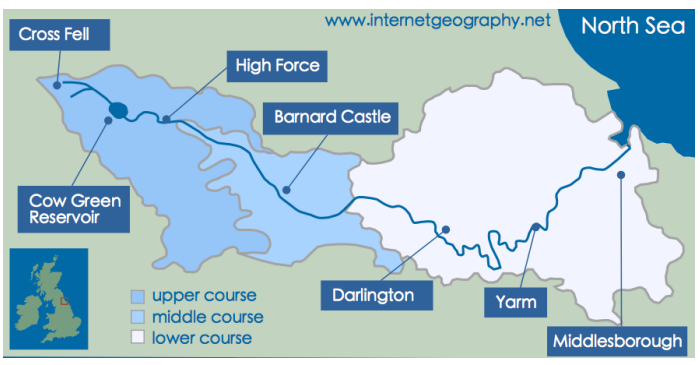 www.internetgeography.net
North Sea
Cross Fell
High Force
Barnard Castle
Cow Green
Reservoir
Darlington
Yarm
Middlesborough
upper course
middle course
lower course